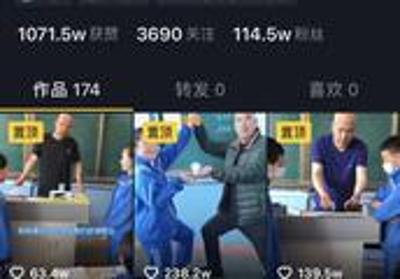 1071.5w 获赞 3690 关注 114.5w 粉丝
作品 174 转发 0 喜欢 0
置顶 置顶 置顶
63.4w 238.2w 139.5w